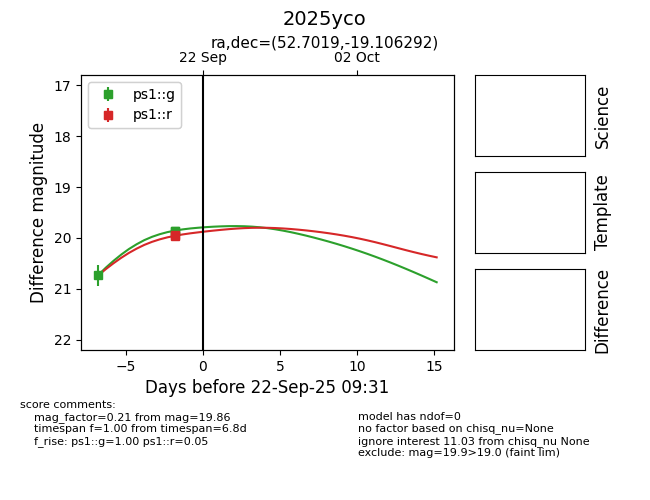 2025yco
ra,dec=(52.7019,-19.106292)
22 Sep
02 Oct
ps1::g
ps1::r
17
18
19
20
21
22
Difference magnitude
−5
0
5
10
15
Days before 22-Sep-25 09:31
Science
Template
Difference
score comments:
mag_factor=0.21 from mag=19.86
timespan f=1.00 from timespan=6.8d
f_rise: ps1::g=1.00 ps1::r=0.05
model has ndof=0
no factor based on chisq_nu=None
ignore interest 11.03 from chisq_nu None
exclude: mag=19.9>19.0 (faint lim)